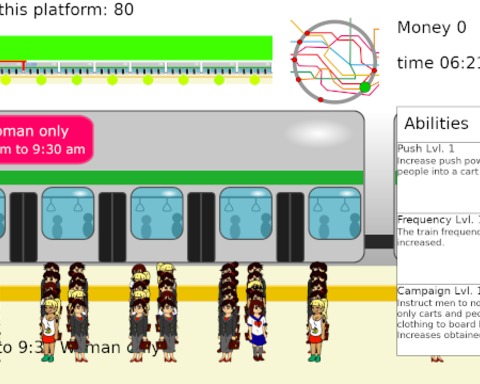 this platform: 80
Money 0
time 06:21
oman only
m to 9:30 am
Abilities
Push Lvl. 1
Increase push pow
people into a cart
Frequency Lvl. 1
The train frequenc
increased.
Campaign Lvl. 1
Instruct men to no
only carts and peo
clothing to board l
Increases obtaine
to 9:3 Woman only